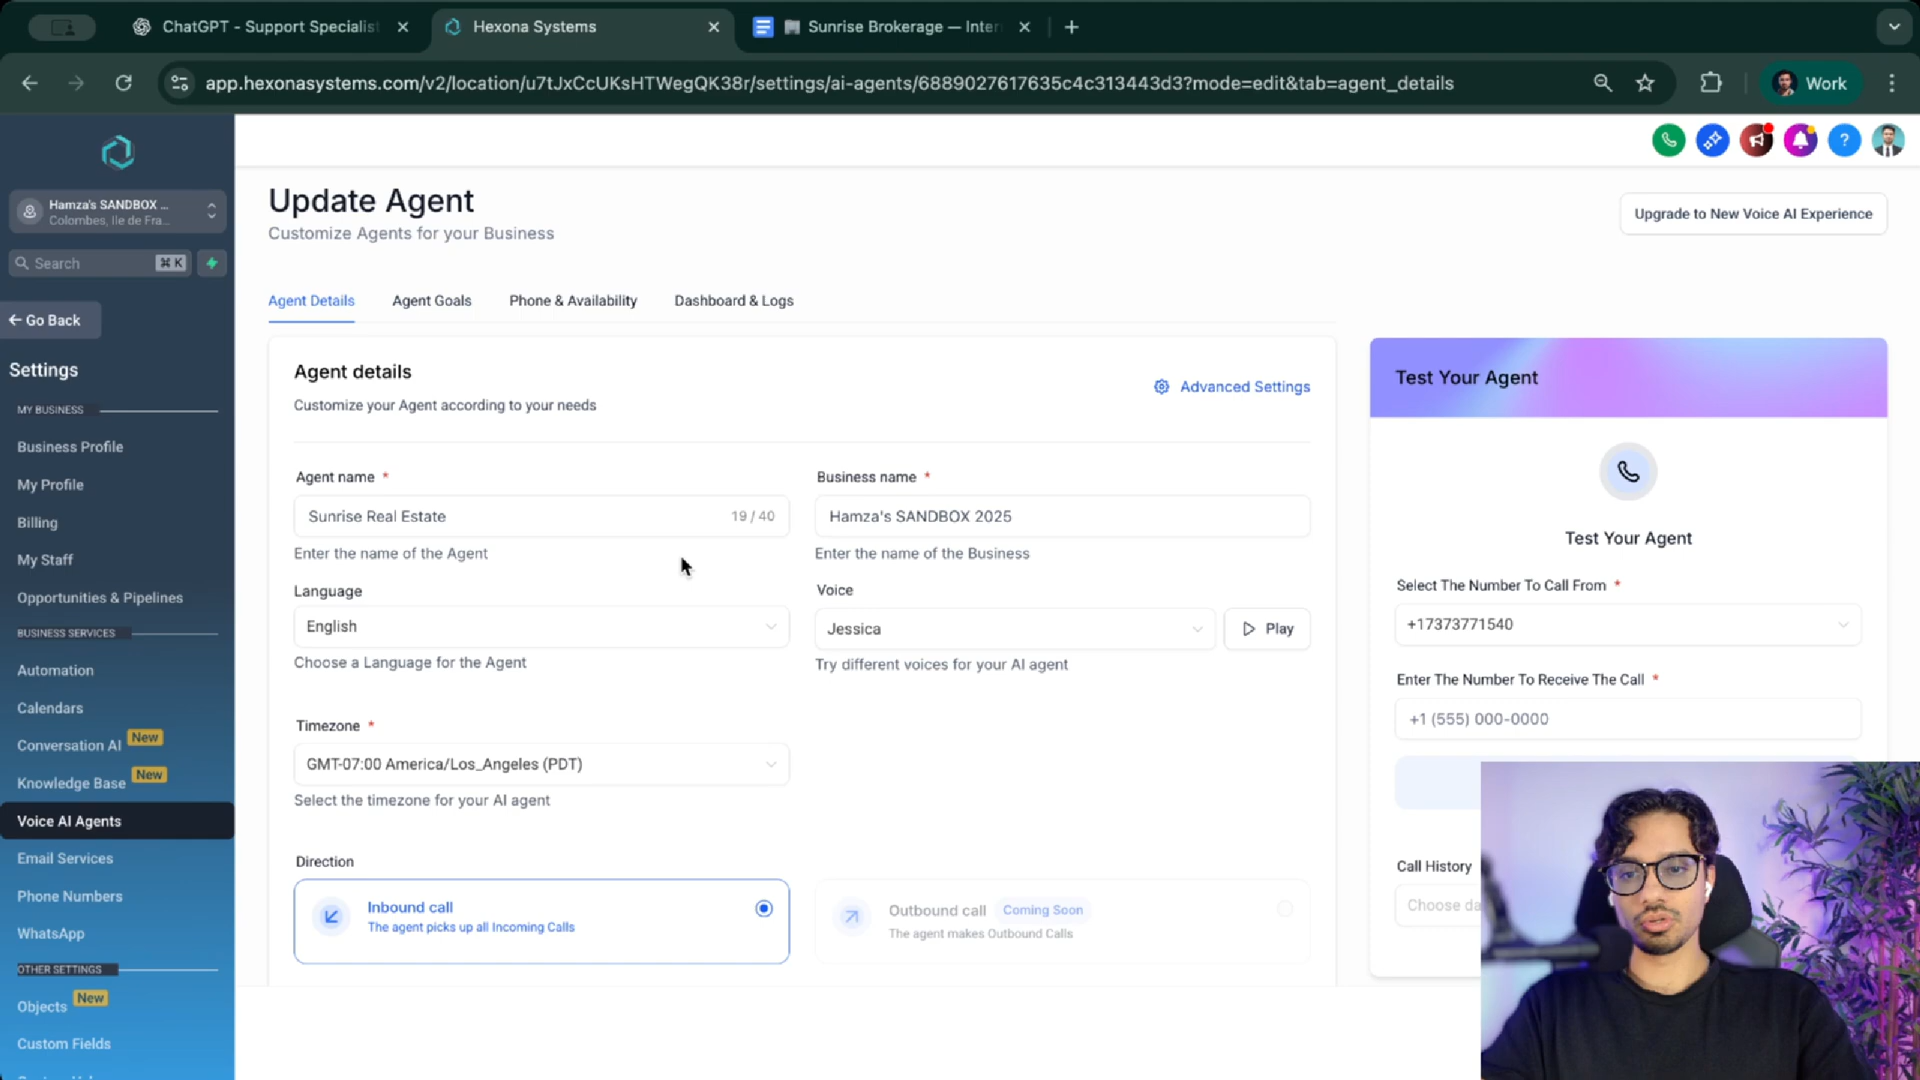 ChatGPT - Support Specialist
Hexona Systems
Sunrise Brokerage — Inter
app.hexonasystems.com/v2/location/u7tJxCcUKsHTWegQK38r/settings/ai-agents/6889027617635c4c313443d3?mode=edit&tab=agent_details
Work
Hamza's SANDBOX ...
Colombes, Ile de Fra...
Search
⌘ K
Go Back
Settings
MY BUSINESS
Business Profile
My Profile
Billing
My Staff
Opportunities & Pipelines
BUSINESS SERVICES
Automation
Calendars
Conversation AI New
Knowledge Base New
Voice AI Agents
Email Services
Phone Numbers
WhatsApp
OTHER SETTINGS
Objects New
Custom Fields
Update Agent
Customize Agents for your Business
Upgrade to New Voice AI Experience
Agent Details
Agent Goals
Phone & Availability
Dashboard & Logs
Agent details
Customize your Agent according to your needs
Advanced Settings
Agent name *
Sunrise Real Estate
19 / 40
Enter the name of the Agent
Business name *
Hamza's SANDBOX 2025
Enter the name of the Business
Language
English
Choose a Language for the Agent
Voice
Jessica
Play
Try different voices for your AI agent
Timezone *
GMT-07:00 America/Los_Angeles (PDT)
Select the timezone for your AI agent
Direction
Inbound call
The agent picks up all Incoming Calls
Outbound call Coming Soon
The agent makes Outbound Calls
Test Your Agent
Test Your Agent
Select The Number To Call From *
+17373771540
Enter The Number To Receive The Call *
+1 (555) 000-0000
Call History
Choose da